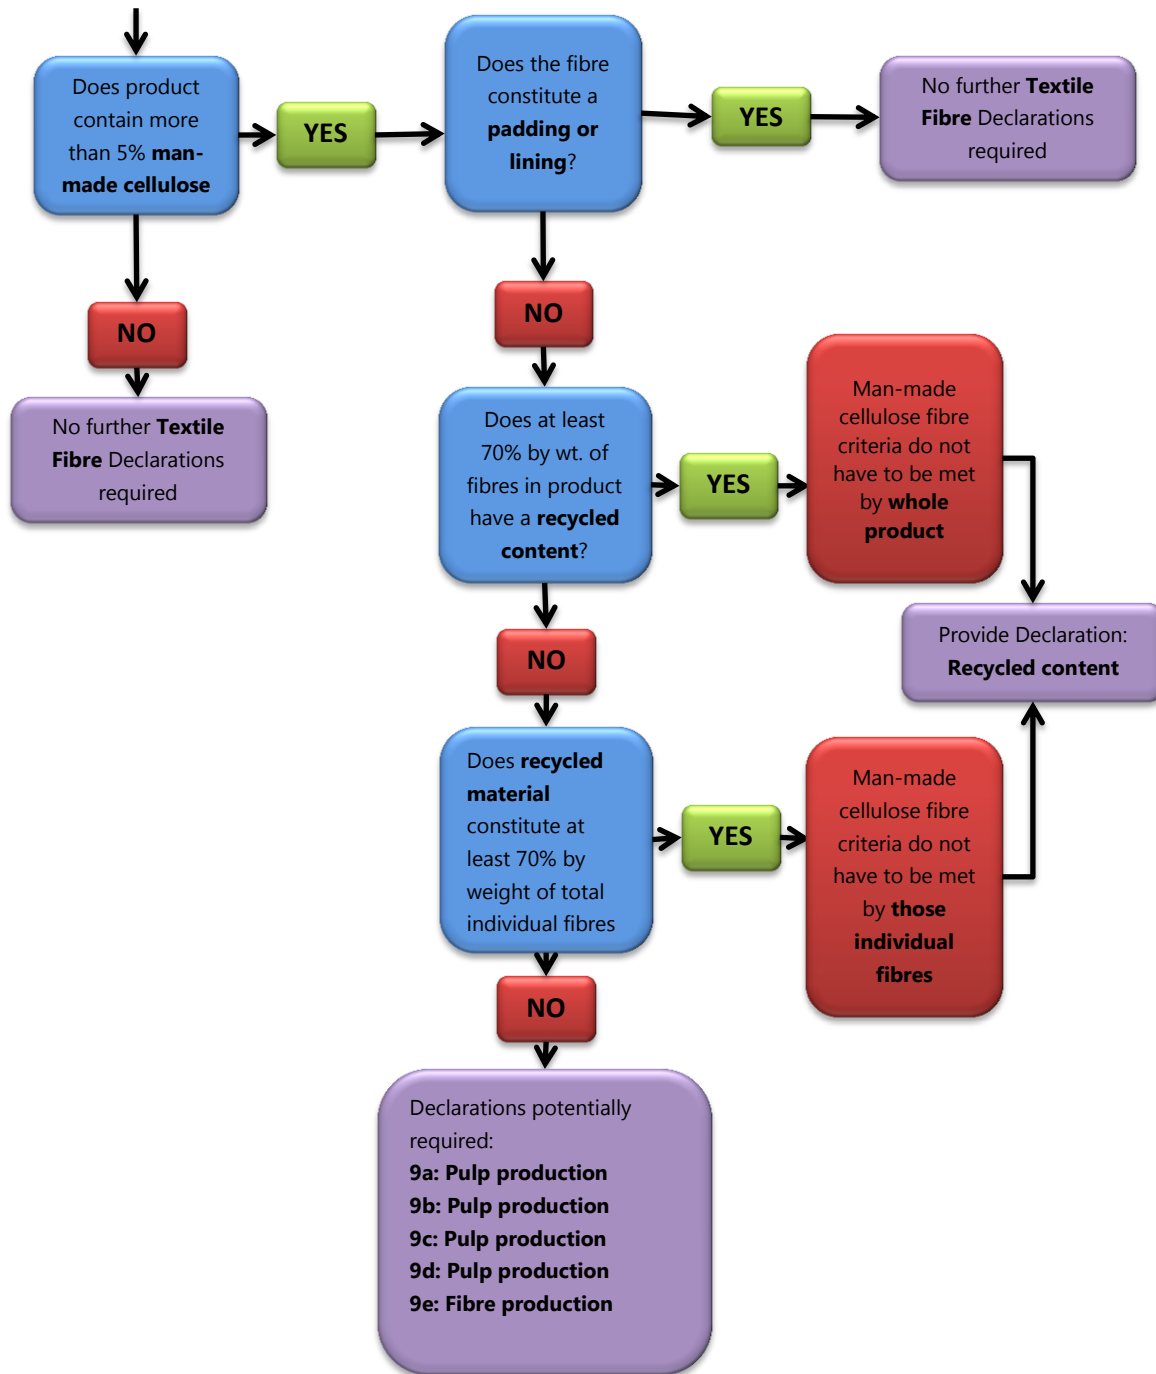 Does product
contain more
than 5% man-
made cellulose
YES
Does the fibre
constitute a
padding or
lining?
YES
No further Textile
Fibre Declarations
required
NO
No further Textile
Fibre Declarations
required
NO
Does at least
70% by wt. of
fibres in product
have a recycled
content?
YES
Man-made
cellulose fibre
criteria do not
have to be met
by whole
product
Provide Declaration:
Recycled content
NO
Does recycled
material
constitute at
least 70% by
weight of total
individual fibres
YES
Man-made
cellulose fibre
criteria do not
have to be met
by those
individual
fibres
NO
Declarations potentially
required:
9a: Pulp production
9b: Pulp production
9c: Pulp production
9d: Pulp production
9e: Fibre production